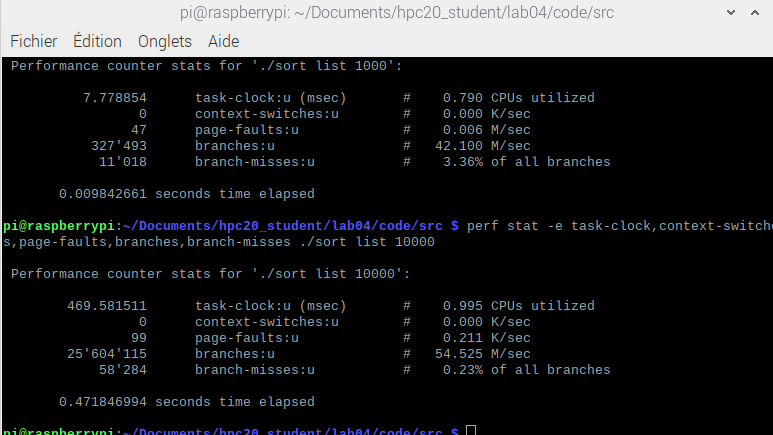 pi@raspberrypi: ~/Documents/hpc20_student/lab04/code/src
Fichier Édition Onglets Aide
Performance counter stats for './sort list 1000':
7.778854 task-clock:u (msec) # 0.790 CPUs utilized
0 context-switches:u # 0.000 K/sec
47 page-faults:u # 0.006 M/sec
327'493 branches:u # 42.100 M/sec
11'018 branch-misses:u # 3.36% of all branches
0.009842661 seconds time elapsed
pi@raspberrypi:~/Documents/hpc20_student/lab04/code/src $ perf stat -e task-clock,context-switche
s,page-faults,branches,branch-misses ./sort list 10000
Performance counter stats for './sort list 10000':
469.581511 task-clock:u (msec) # 0.995 CPUs utilized
0 context-switches:u # 0.000 K/sec
99 page-faults:u # 0.211 K/sec
25'604'115 branches:u # 54.525 M/sec
58'284 branch-misses:u # 0.23% of all branches
0.471846994 seconds time elapsed
pi@raspberrypi:~/Documents/hpc20_student/lab04/code/src $